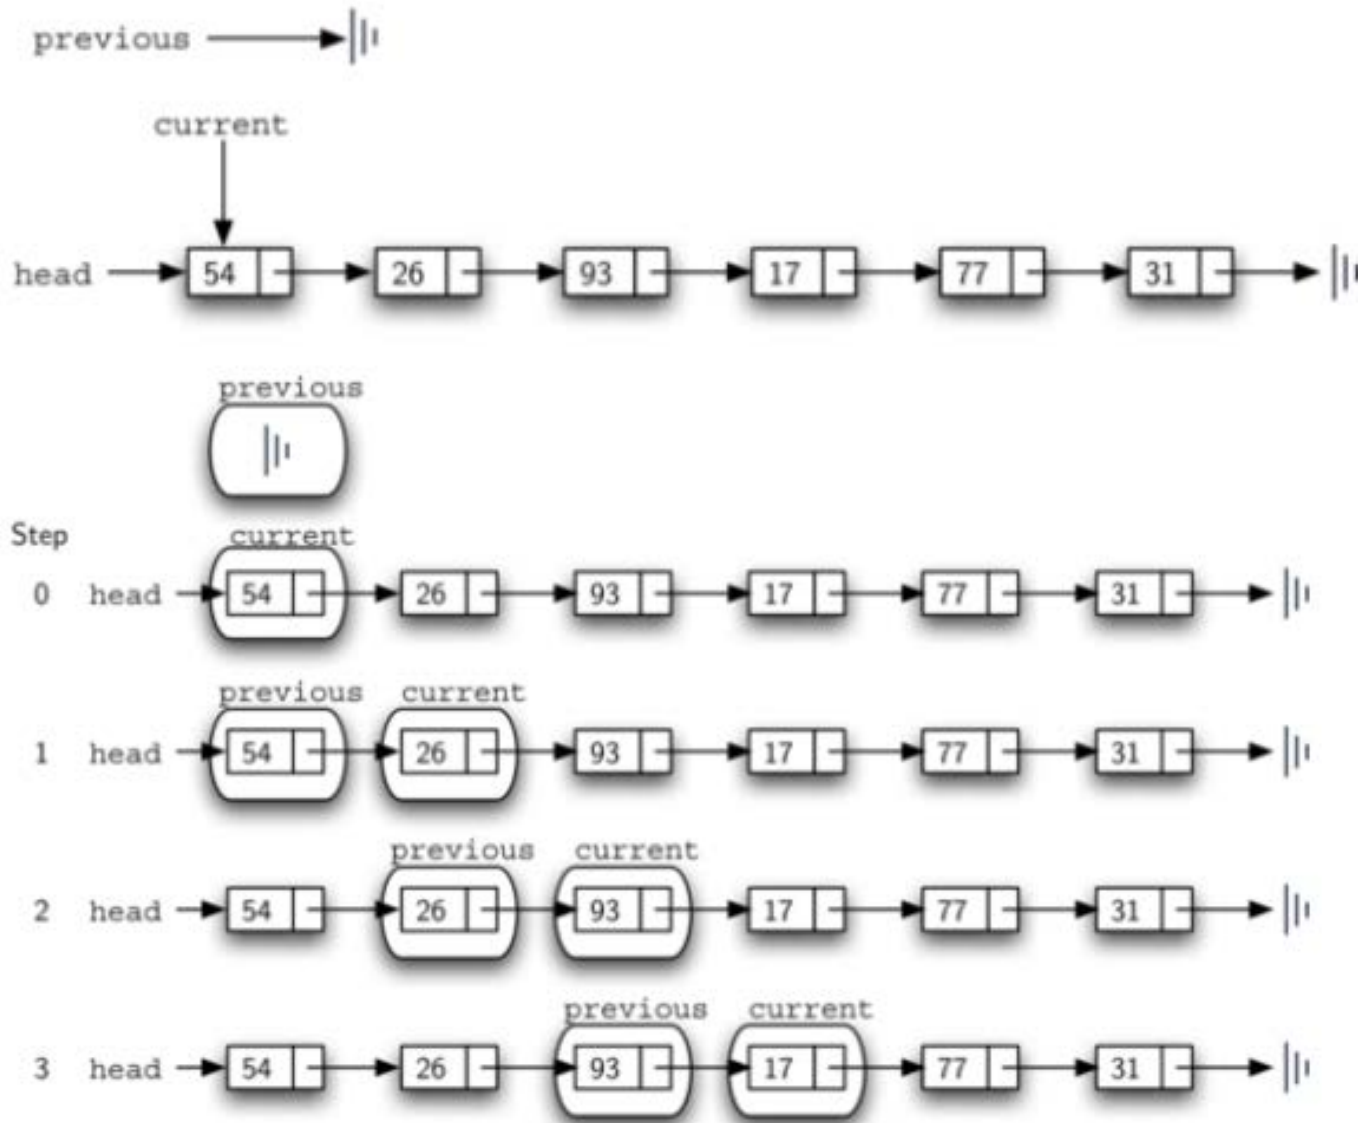 previous
current
head 54 26 93 17 77 31
previous
Step
current
0 head 54 26 93 17 77 31
previous current
1 head 54 26 93 17 77 31
previous current
2 head 54 26 93 17 77 31
previous current
3 head 54 26 93 17 77 31